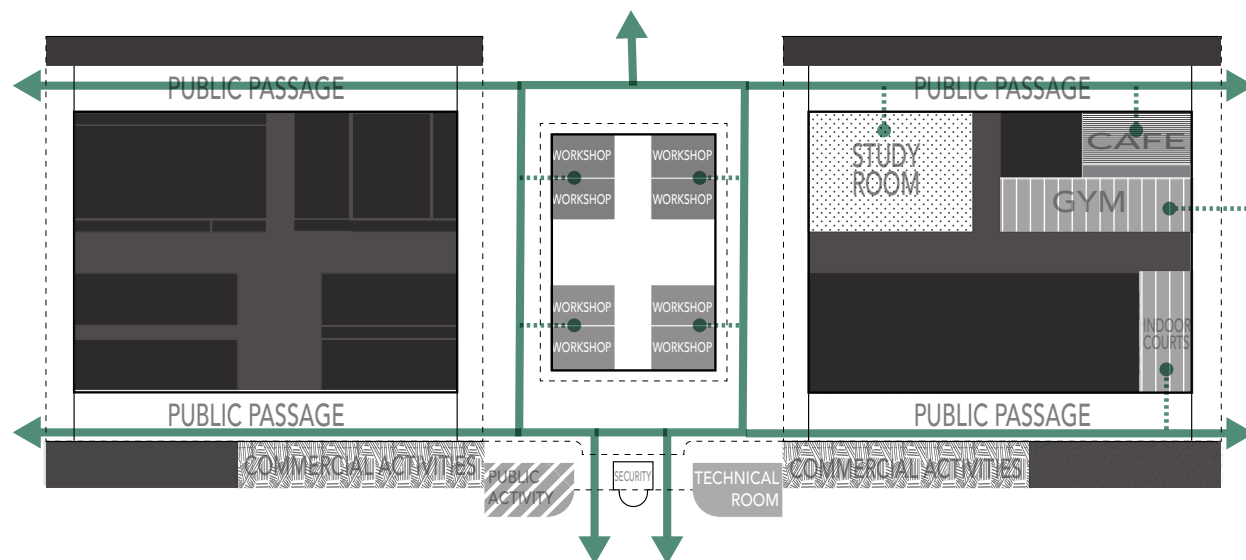 PUBLIC PASSAGE
PUBLIC PASSAGE
WORKSHOP
WORKSHOP
WORKSHOP
WORKSHOP
STUDY
ROOM
CAFE
GYM
WORKSHOP
WORKSHOP
WORKSHOP
WORKSHOP
INDOOR
COURTS
PUBLIC PASSAGE
PUBLIC PASSAGE
COMMERCIAL ACTIVITIES
PUBLIC
ACTIVITY
SECURITY
TECHNICAL
ROOM
COMMERCIAL ACTIVITIES